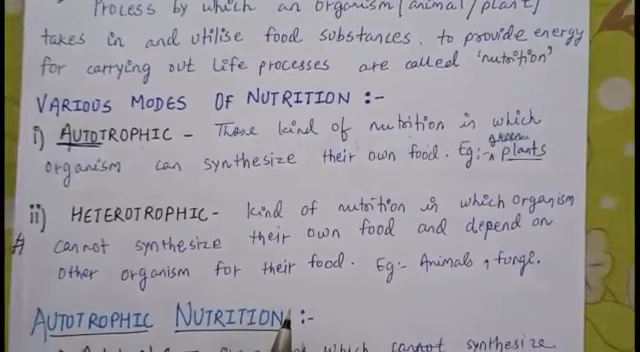 Process by which an organism (animal/plant)
takes in and utilise food substances. to provide energy
for carrying out life processes are called 'nutrition'
VARIOUS MODES OF NUTRITION :-
i) AUTOTROPHIC - Those kind of nutrition in which
organism can synthesize their own food. Eg:- green plants
ii) HETEROTROPHIC - kind of nutrition in which organism
# cannot synthesize their own food and depend on
other organism for their food. Eg:- Animals, fungi.
AUTOTROPHIC NUTRITION :-
which cannot synthesize